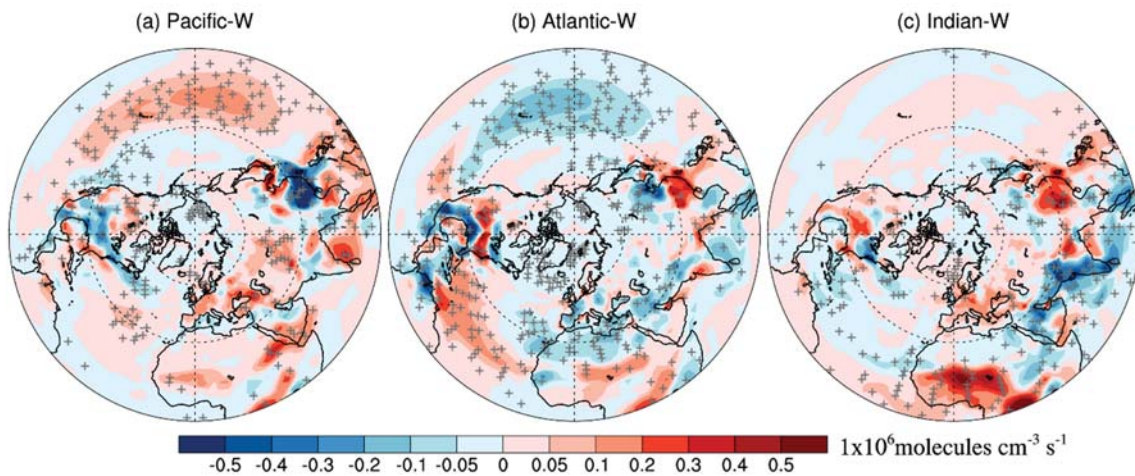 (a) Pacific-W
(b) Atlantic-W
(c) Indian-W
-0.5 -0.4 -0.3 -0.2 -0.1 -0.05 0 0.05 0.1 0.2 0.3 0.4 0.5
1x10⁶molecules cm⁻³ s⁻¹